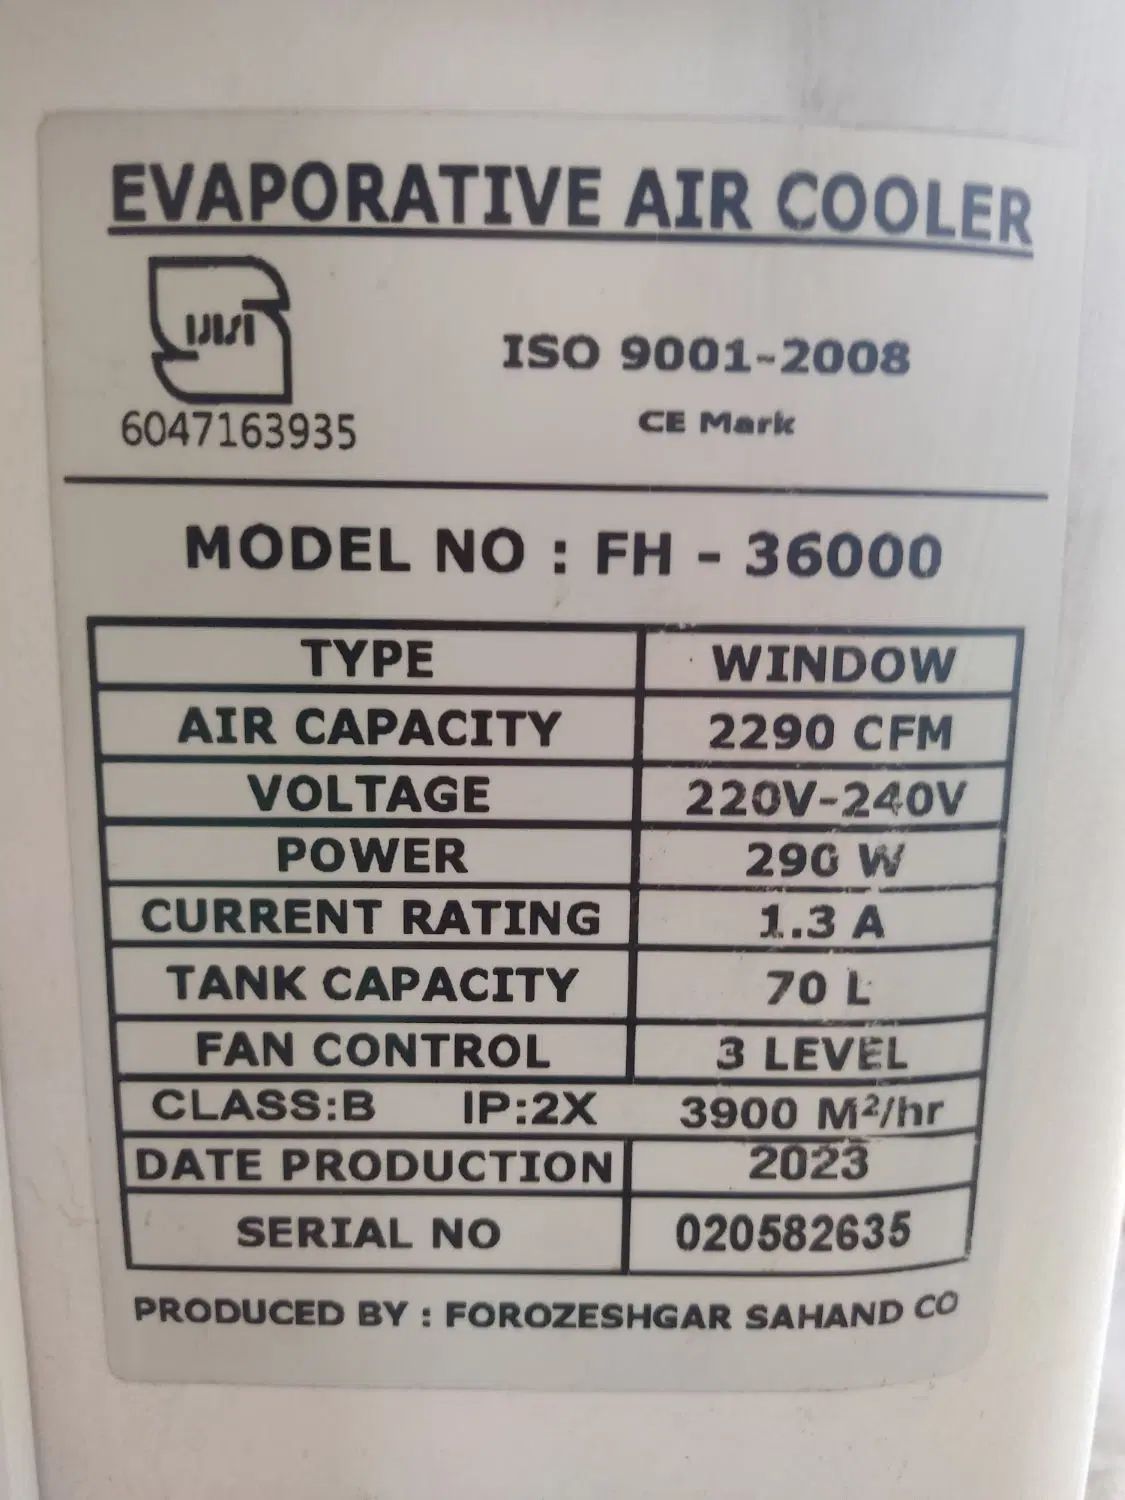 EVAPORATIVE AIR COOLER
ISO 9001-2008
6047163935
CE Mark
MODEL NO : FH - 36000
TYPE WINDOW
AIR CAPACITY 2290 CFM
VOLTAGE 220V-240V
POWER 290 W
CURRENT RATING 1.3 A
TANK CAPACITY 70 L
FAN CONTROL 3 LEVEL
CLASS:B IP:2X 3900 M²/hr
DATE PRODUCTION 2023
SERIAL NO 020582635
PRODUCED BY : FOROZESHGAR SAHAND CO